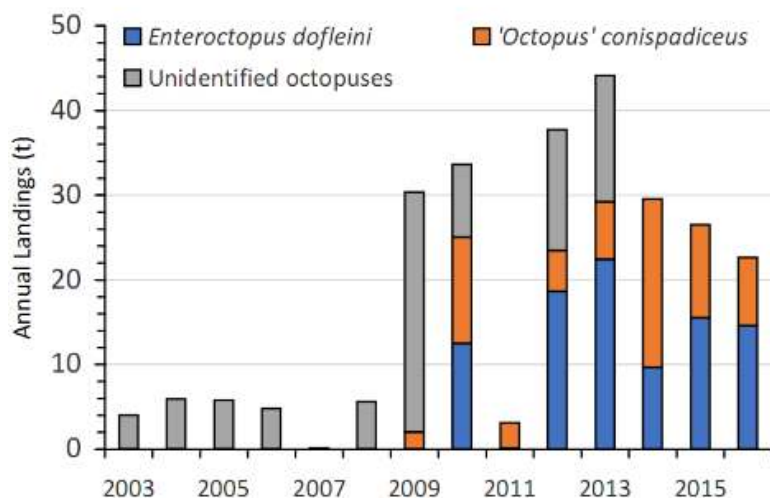 50
Enteroctopus dofleini
'Octopus' conispadiceus
Unidentified octopuses
40
30
20
10
0
Annual Landings (t)
2003 2005 2007 2009 2011 2013 2015